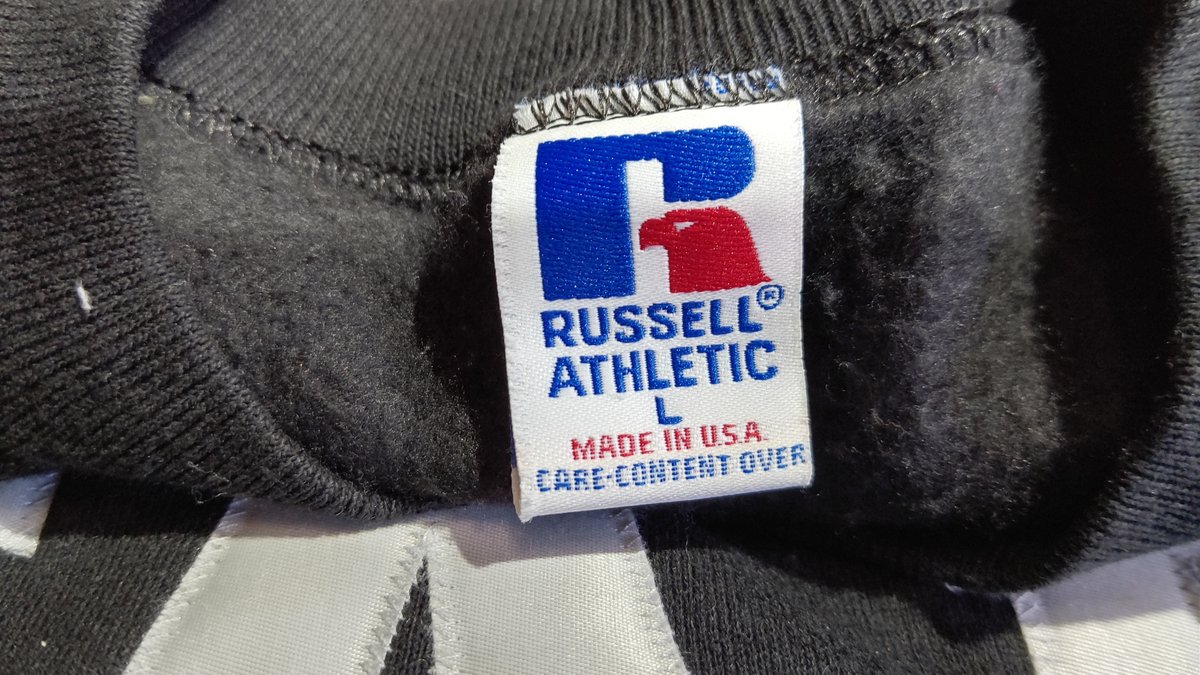 RUSSELL®
ATHLETIC
L
MADE IN U.S.A.
CARE-CONTENT OVER